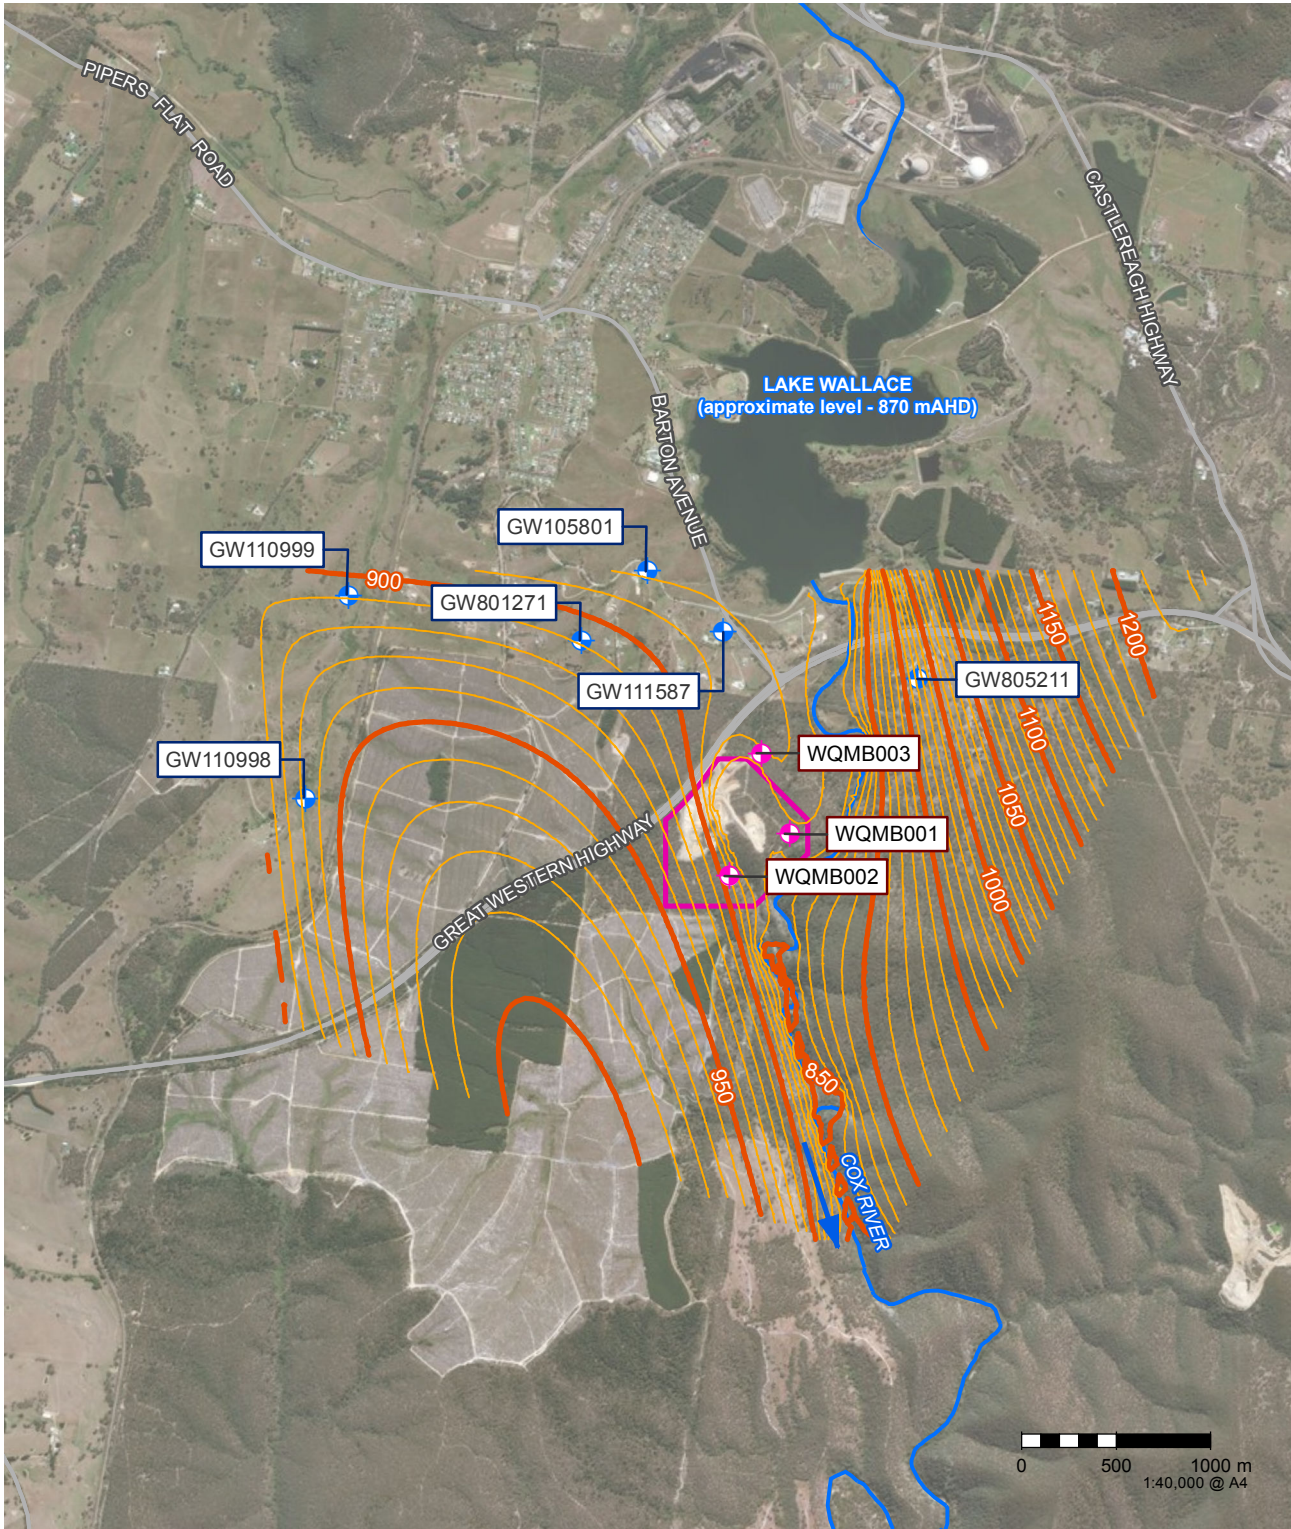 PIPERS FLAT ROAD
CASTLEREAGH HIGHWAY
LAKE WALLACE
(approximate level - 870 mAHD)
BARTON AVENUE
GW105801
GW110999
900
GW801271
1150
1200
GW111587
GW805211
1100
WQMB003
GW110998
1050
WQMB001
GREAT WESTERN HIGHWAY
WQMB002
1000
950
850
COX RIVER
0 500 1000 m
1:40,000 @ A4